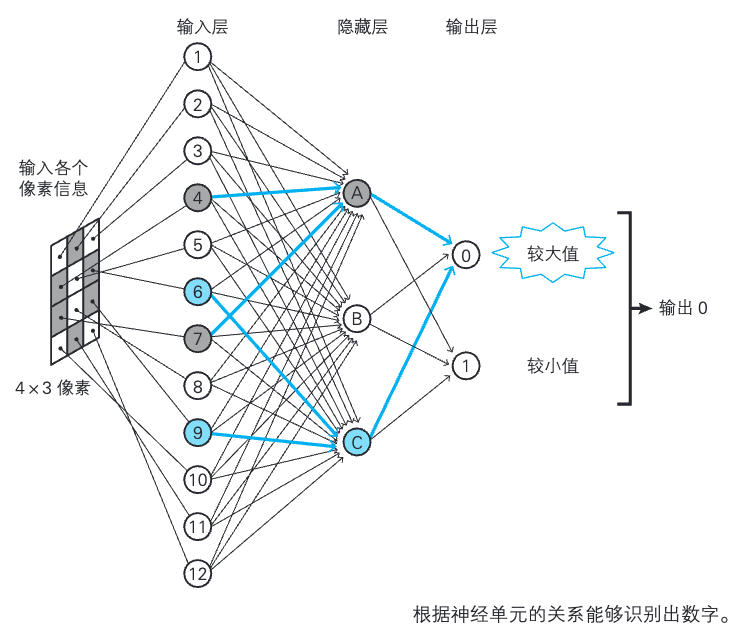 输入层 隐藏层 输出层
输入各个
像素信息
4×3 像素
1
2
3
4
5
6
7
8
9
10
11
12
A
B
C
0
1
较大值
较小值
输出 0
根据神经单元的关系能够识别出数字。